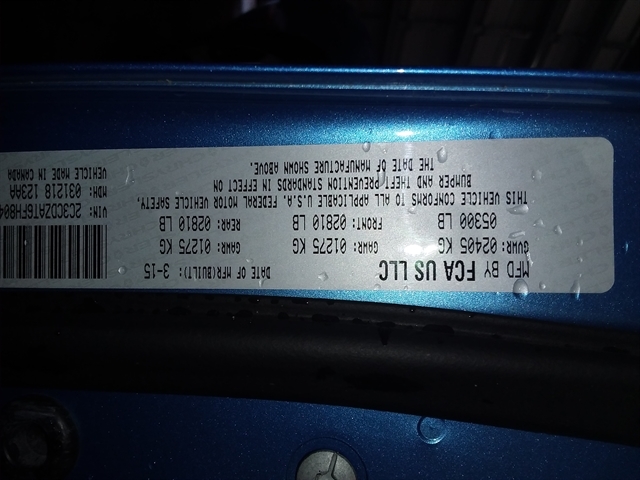 MFD BY FCA US LLC
DATE OF MFR(BUILT): 3-15
GVWR: 02405 KG
GAWR: 01275 KG
GAWR: 01275 KG
05300 LB
FRONT: 02810 LB
REAR: 02810 LB
THIS VEHICLE CONFORMS TO ALL APPLICABLE U.S.A. FEDERAL MOTOR VEHICLE SAFETY,
BUMPER AND THEFT PREVENTION STANDARDS IN EFFECT ON
THE DATE OF MANUFACTURE SHOWN ABOVE.
VIN: 2C3CDZAT6FH804
MDH: 031218 123AA
VEHICLE MADE IN CANADA